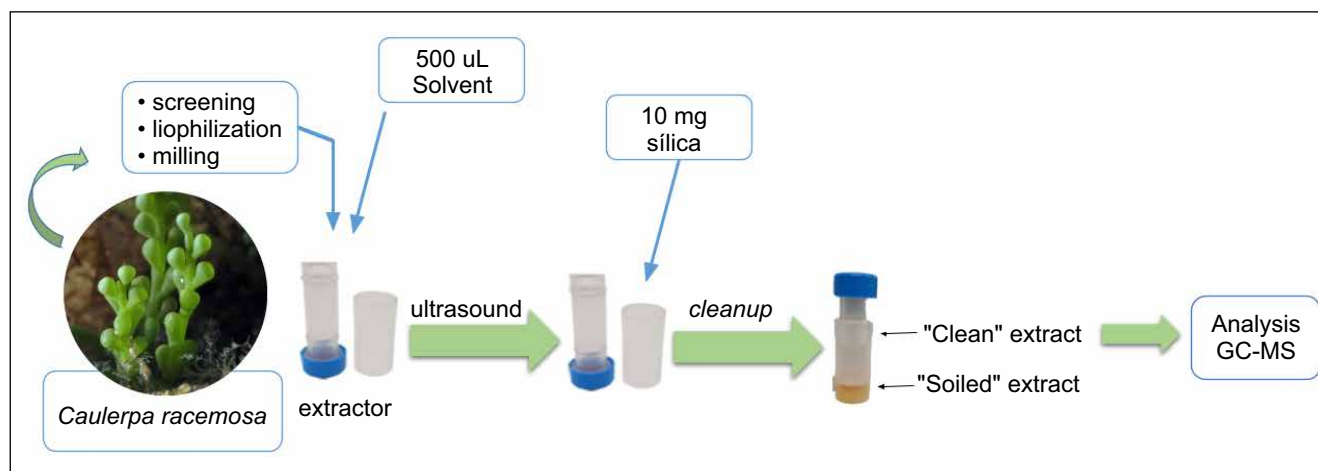 500 uL
Solvent
• screening
• liophilization
• milling
10 mg
sílica
ultrasound
cleanup
"Clean" extract
"Soiled" extract
Analysis
GC-MS
Caulerpa racemosa
extractor